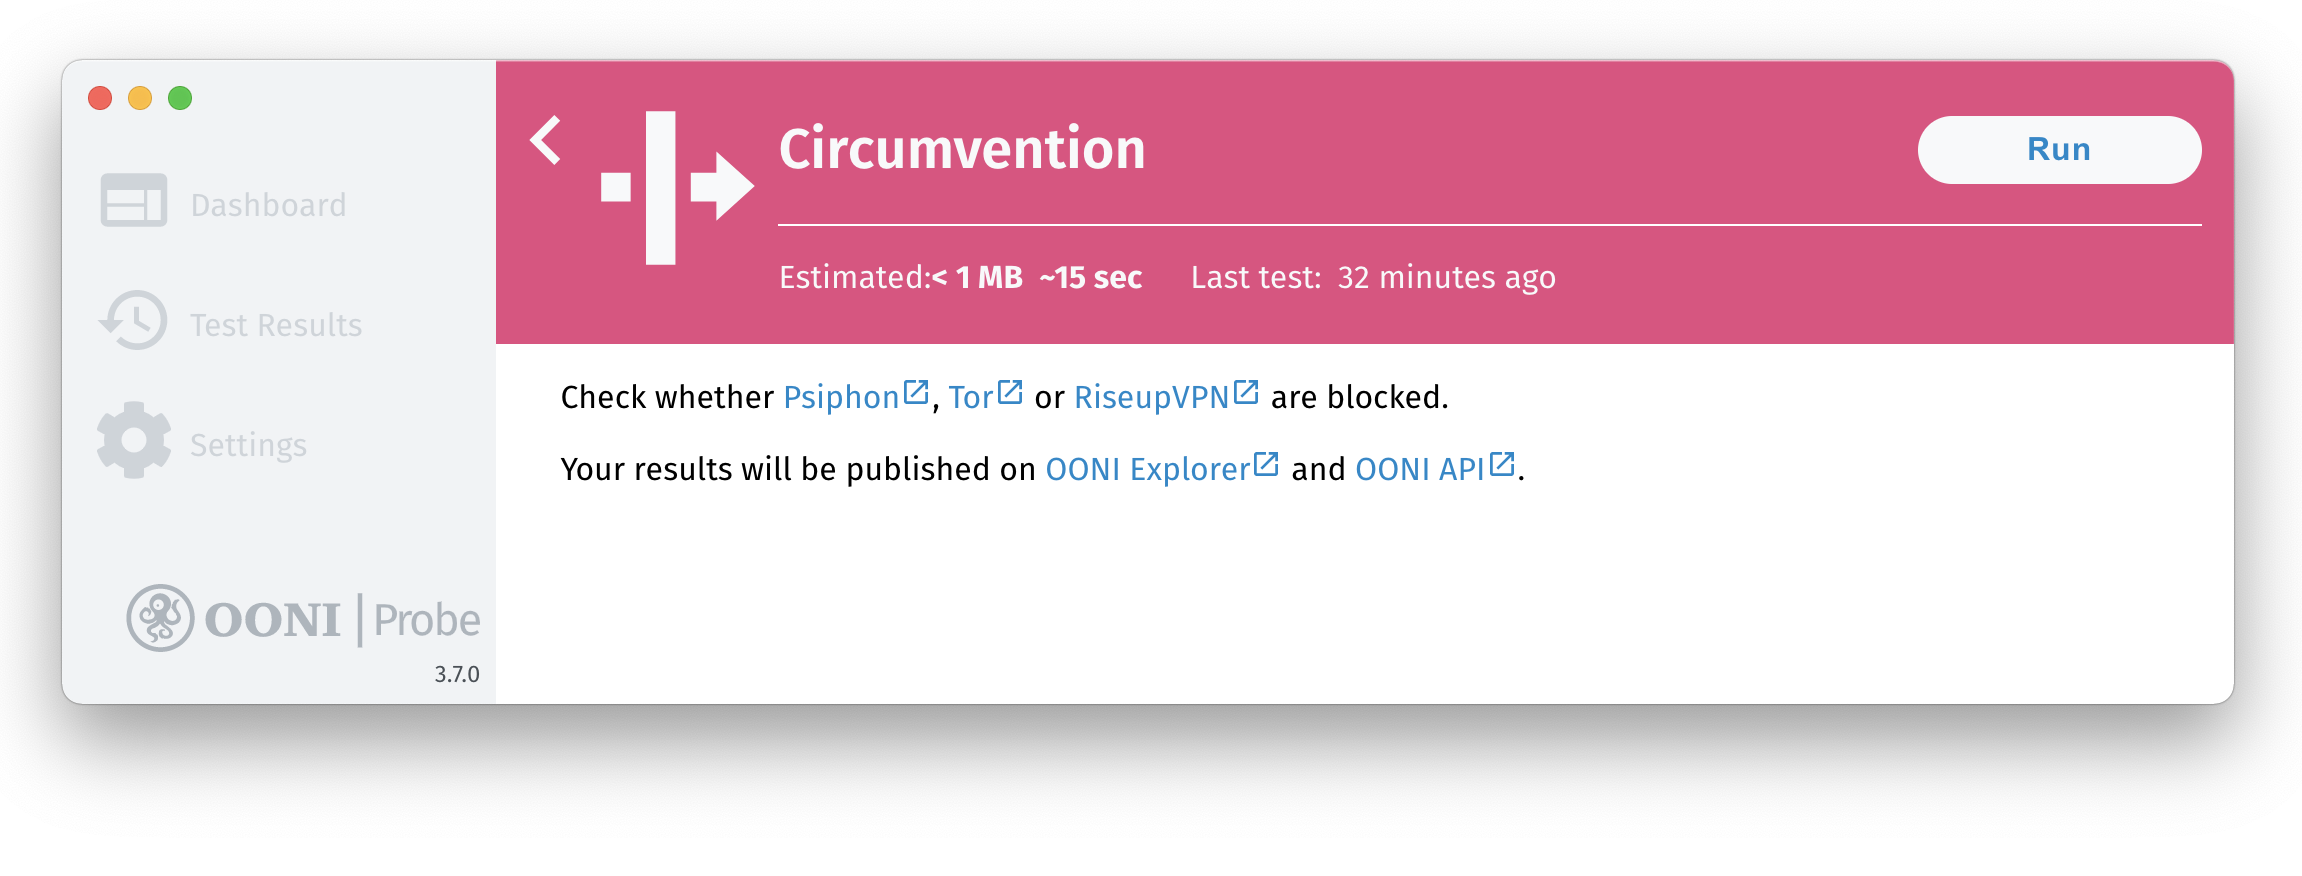 Dashboard
Test Results
Settings
OONI | Probe
3.7.0
Circumvention
Run
Estimated:< 1 MB ~15 sec Last test: 32 minutes ago
Check whether Psiphon, Tor or RiseupVPN are blocked.
Your results will be published on OONI Explorer and OONI API.